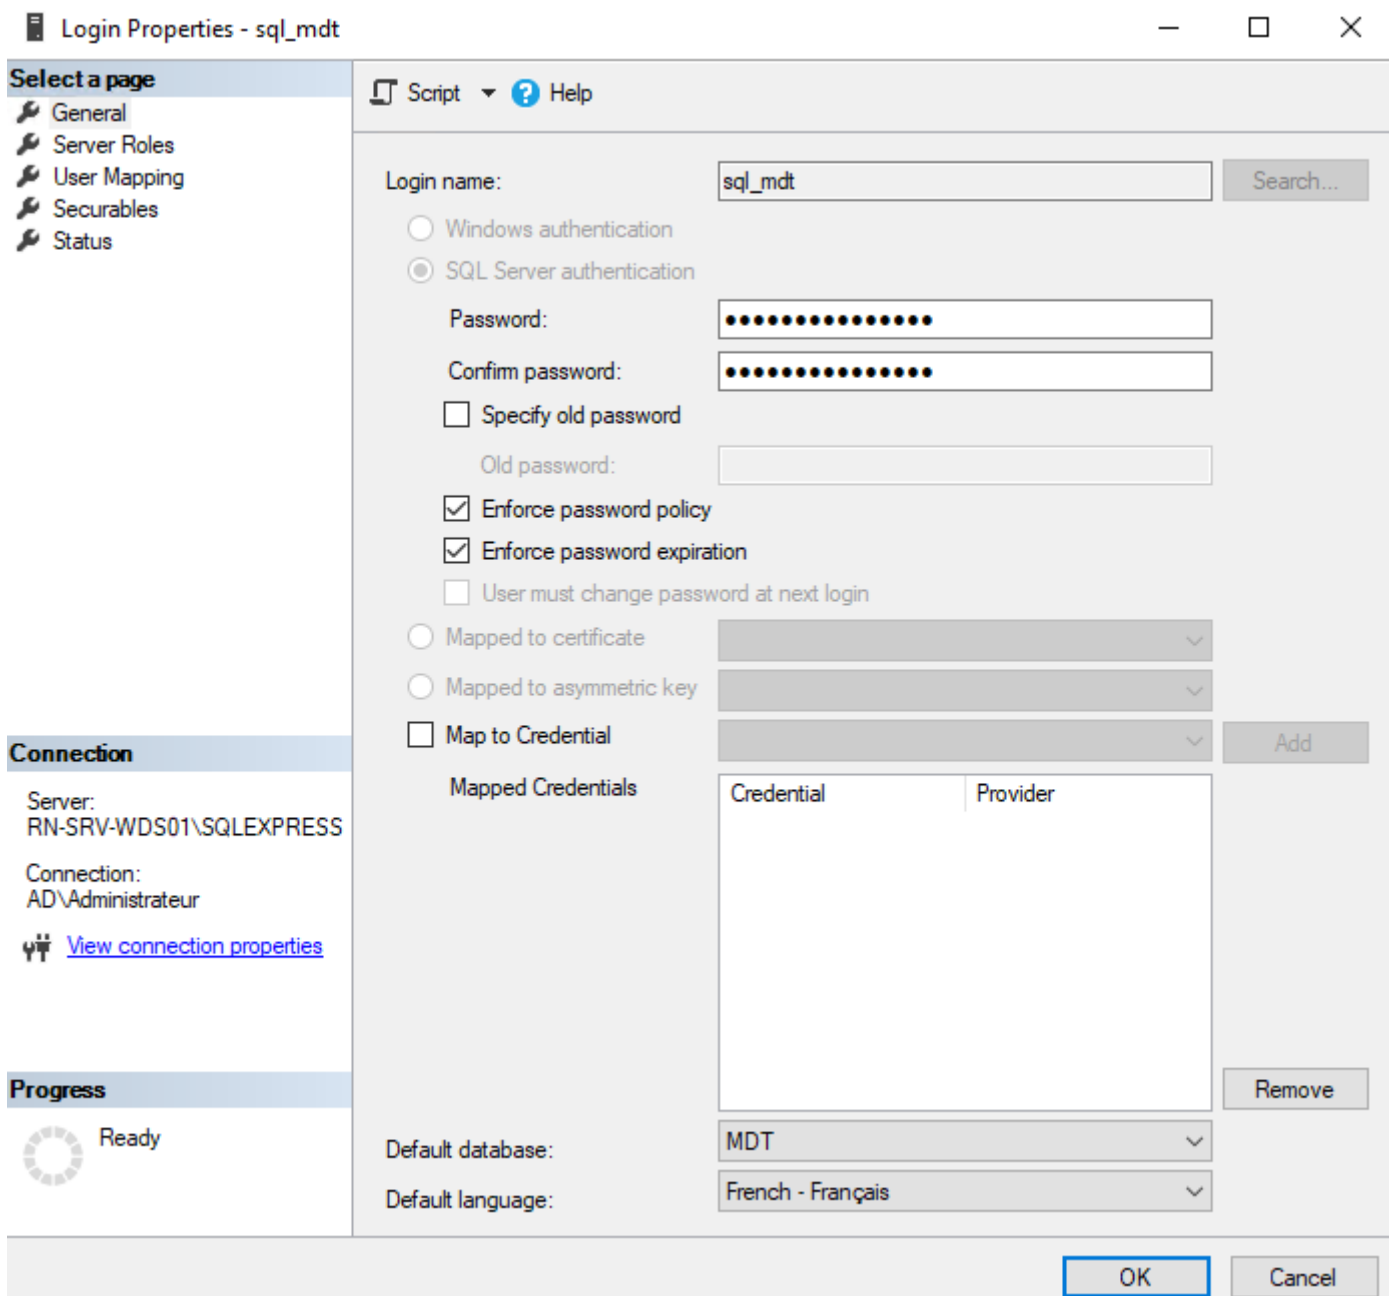 Login Properties - sql_mdt
Select a page
General
Server Roles
User Mapping
Securables
Status
Connection
Server:
RN-SRV-WDS01\SQLEXPRESS
Connection:
AD\Administrateur
View connection properties
Progress
Ready
Script
Help
Login name:
sql_mdt
Search...
Windows authentication
SQL Server authentication
Password:
●●●●●●●●●●●●●●●
Confirm password:
●●●●●●●●●●●●●●●
Specify old password
Old password:
Enforce password policy
Enforce password expiration
User must change password at next login
Mapped to certificate
Mapped to asymmetric key
Map to Credential
Add
Mapped Credentials
Credential
Provider
Remove
Default database:
MDT
Default language:
French - Français
OK
Cancel